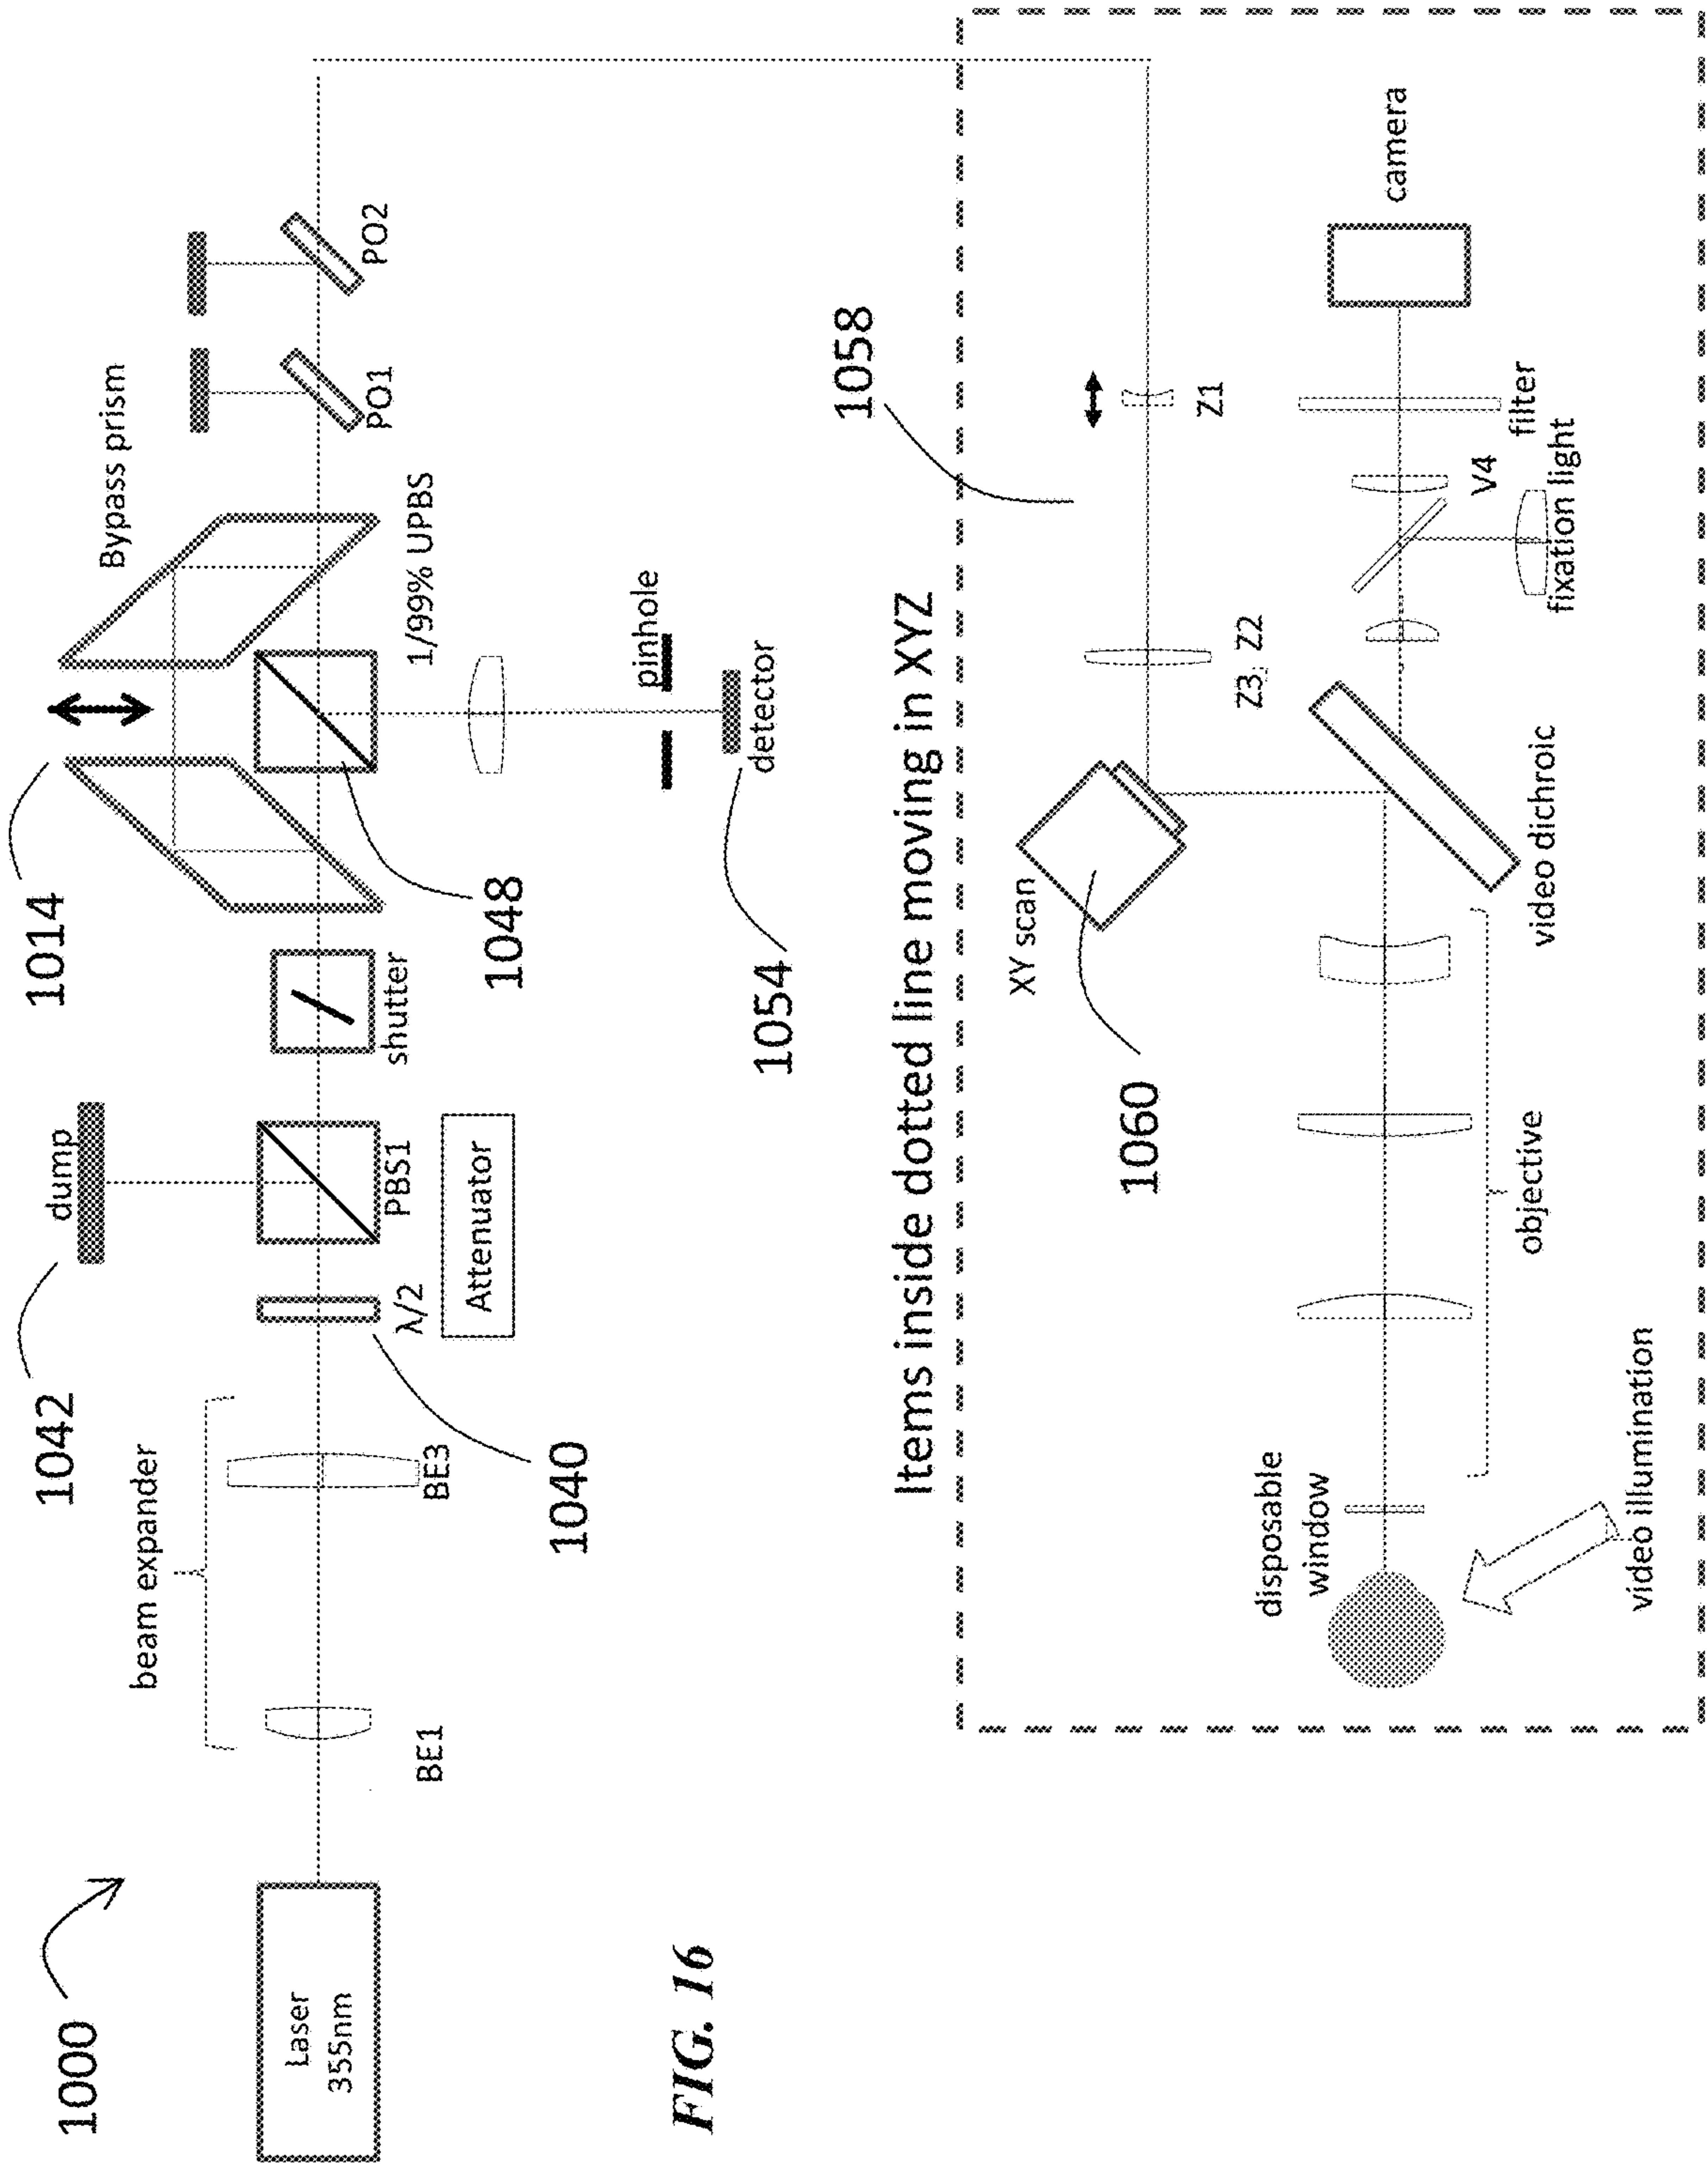 1000
Laser
355nm
BE1
beam expander
BE3
1040
1042
dump
λ/2
PBS1
Attenuator
shutter
1014
1048
Bypass prism
1/99% UPBS
pinhole
detector
1054
PO1
PO2
FIG. 16
Items inside dotted line moving in XYZ
1058
Z1
Z3, Z2
XY scan
1060
camera
filter
V4
fixation light
video dichroic
objective
disposable
window
video illumination